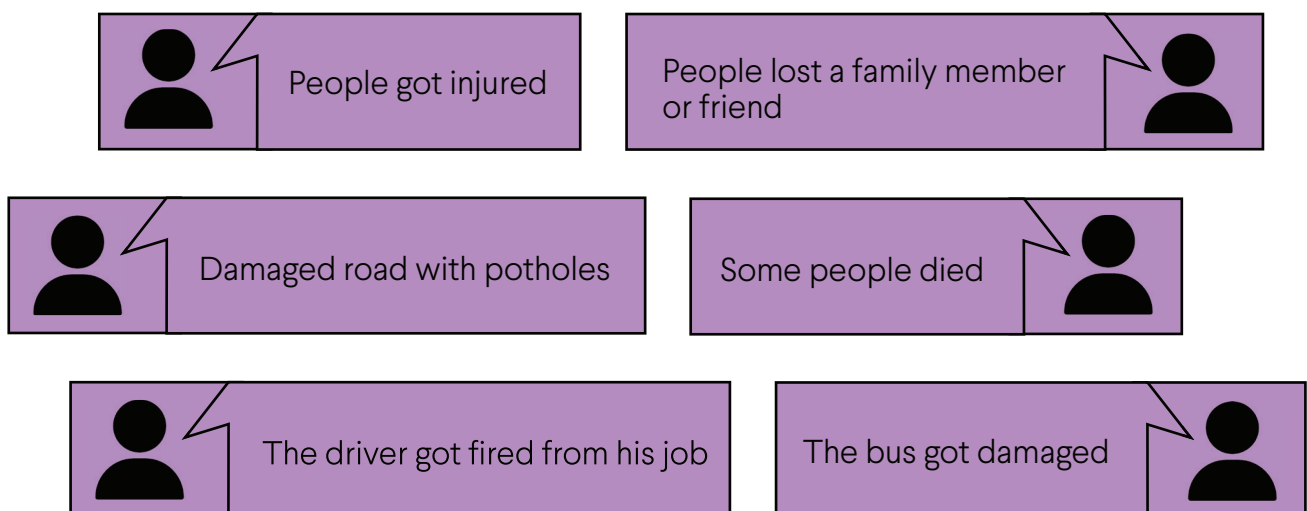 People got injured
People lost a family member
or friend
Damaged road with potholes
Some people died
The driver got fired from his job
The bus got damaged